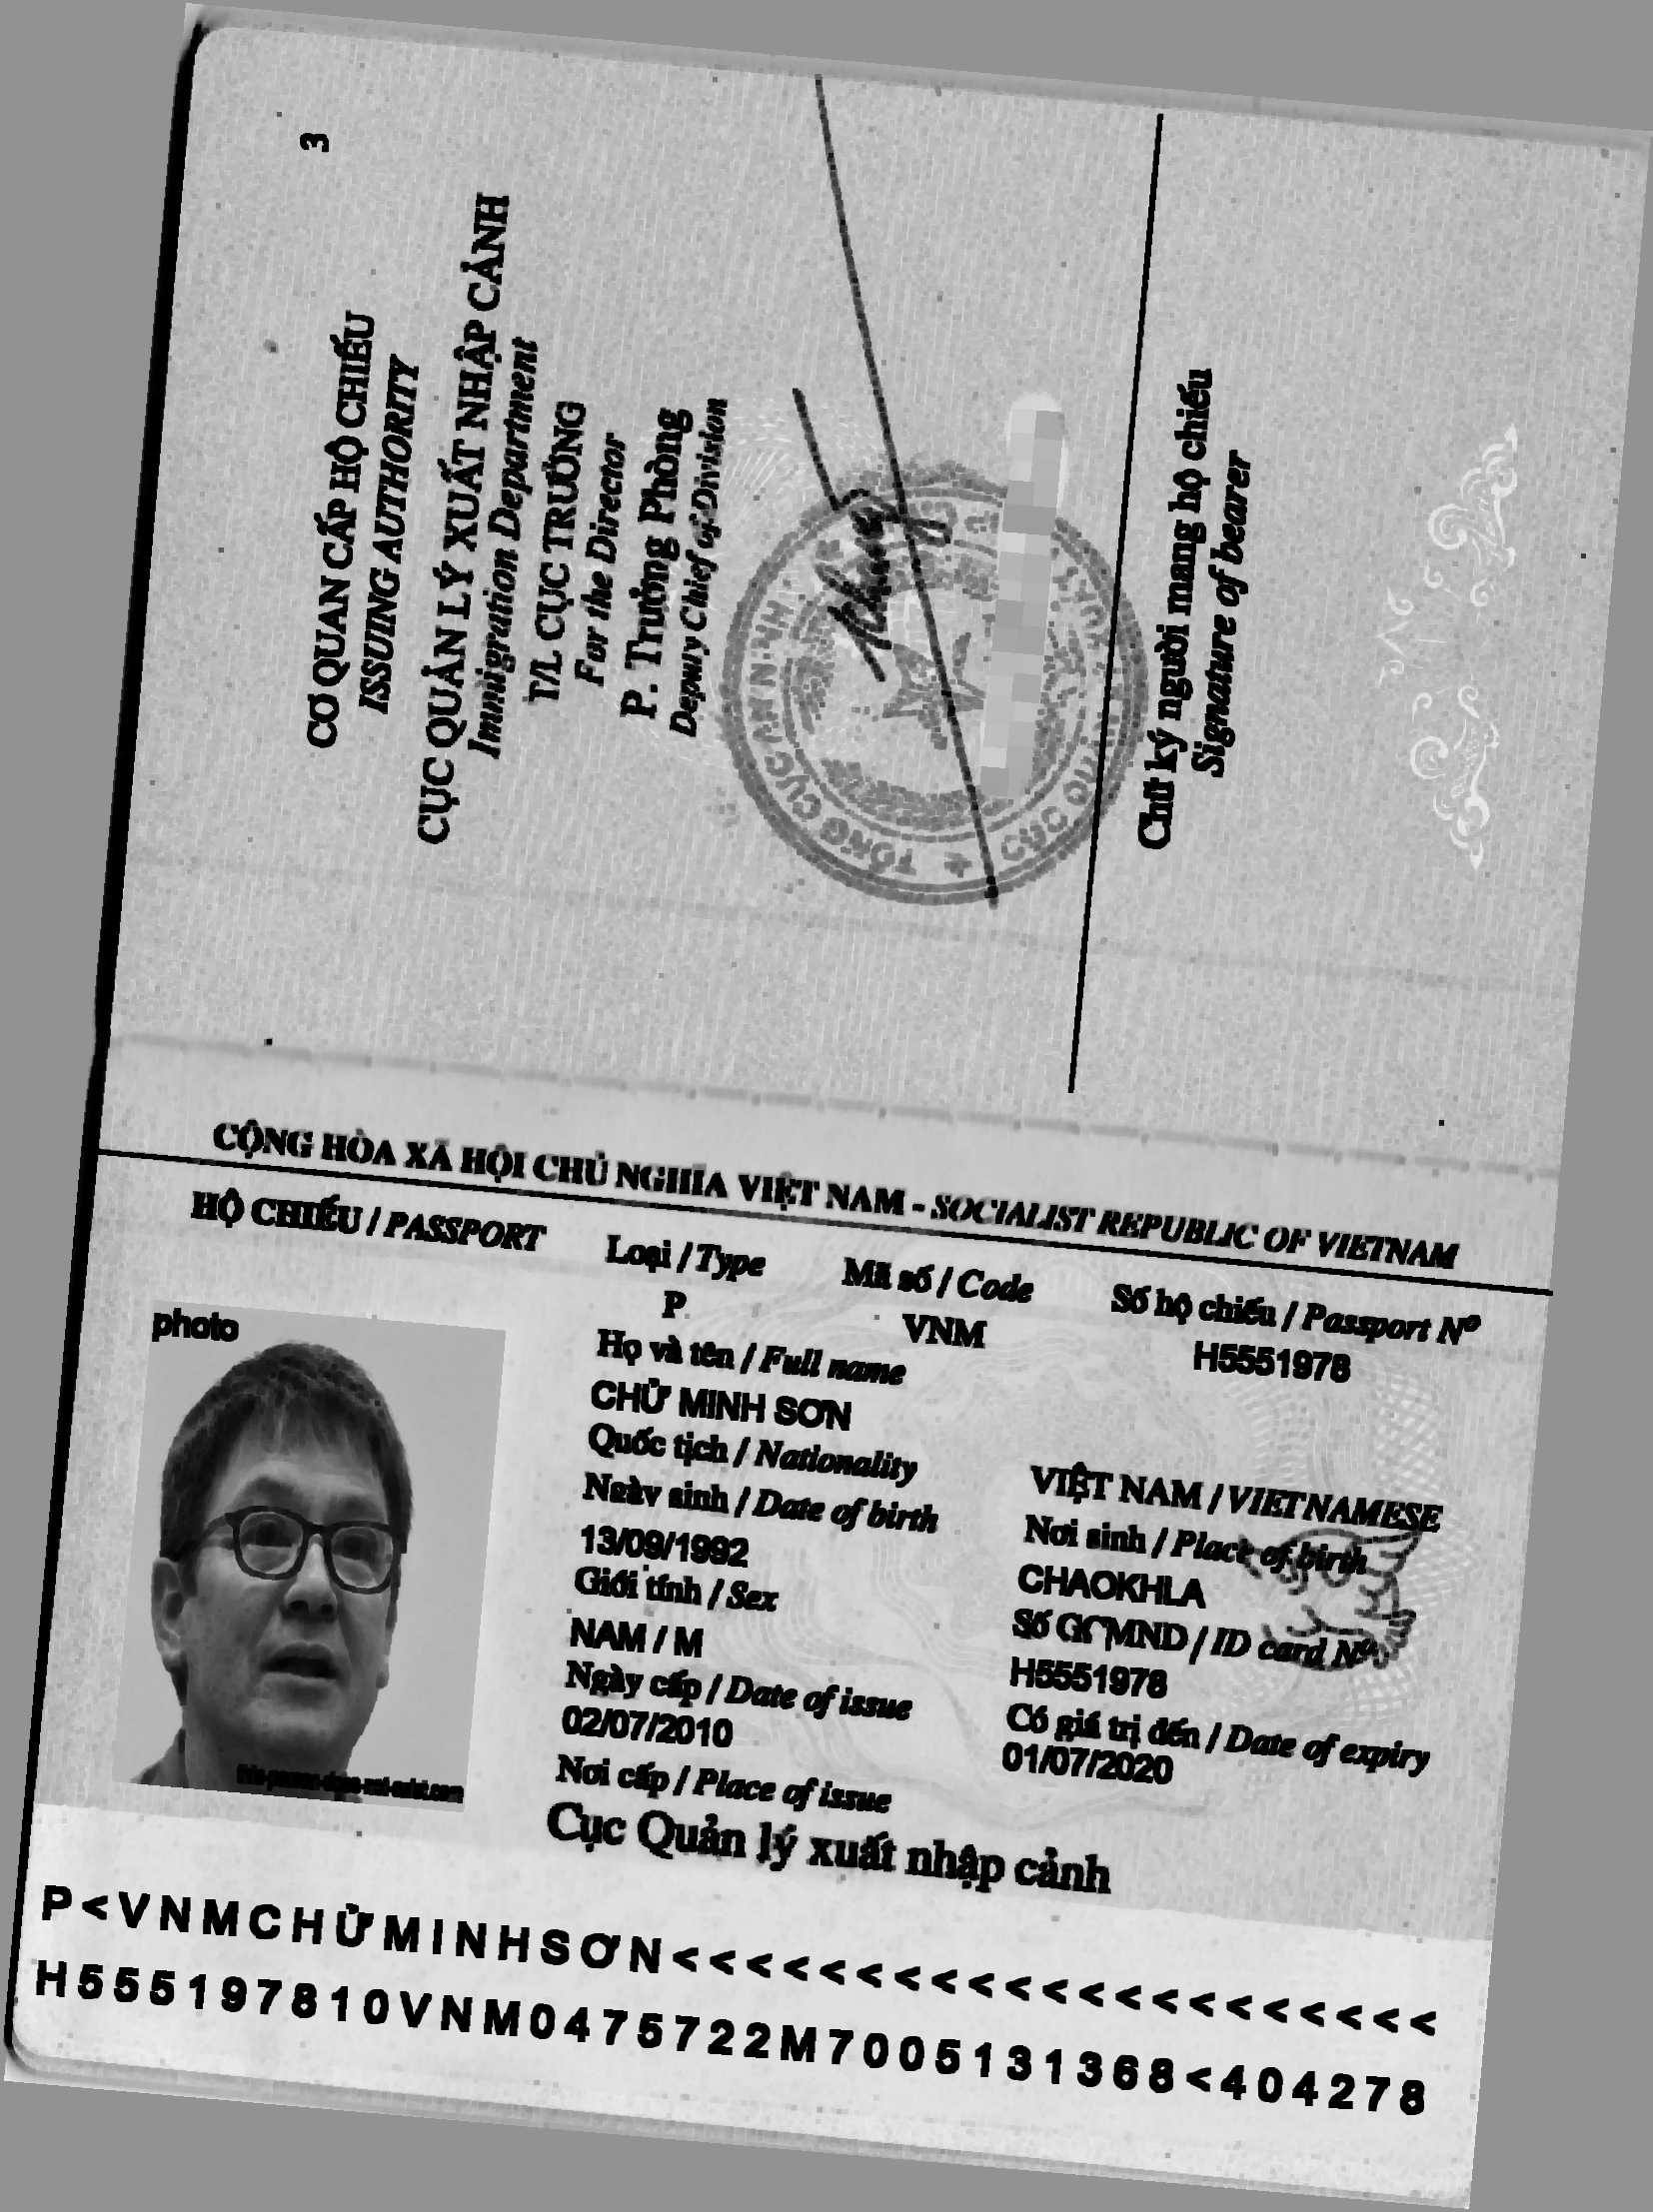 3
CƠ QUAN CẤP HỘ CHIẾU
ISSUING AUTHORITY
CỤC QUẢN LÝ XUẤT NHẬP CẢNH
Immigration Department
T/L CỤC TRƯỞNG
For the Director
P. Trưởng Phòng
Deputy Chief of Division
TỔNG CỤC
Chữ ký người mang hộ chiếu
Signature of bearer
CỘNG HÒA XÃ HỘI CHỦ NGHĨA VIỆT NAM - SOCIALIST REPUBLIC OF VIETNAM
HỘ CHIẾU / PASSPORT
Loại / Type
Mã số / Code
Số hộ chiếu / Passport Nº
P
VNM
H5551978
photo
Họ và tên / Full name
CHỬ MINH SƠN
Quốc tịch / Nationality
VIỆT NAM / VIETNAMESE
Ngày sinh / Date of birth
Nơi sinh / Place of birth
13/09/1992
CHAOKHLA
Giới tính / Sex
Số GCMND / ID card Nº
NAM / M
H5551978
Ngày cấp / Date of issue
Có giá trị đến / Date of expiry
02/07/2010
01/07/2020
Nơi cấp / Place of issue
Cục Quản lý xuất nhập cảnh
P<VNMCHỬMINHSƠN<<<<<<<<<<<<<<<<<<<<<
H555197810VNM0475722M7005131368<404278